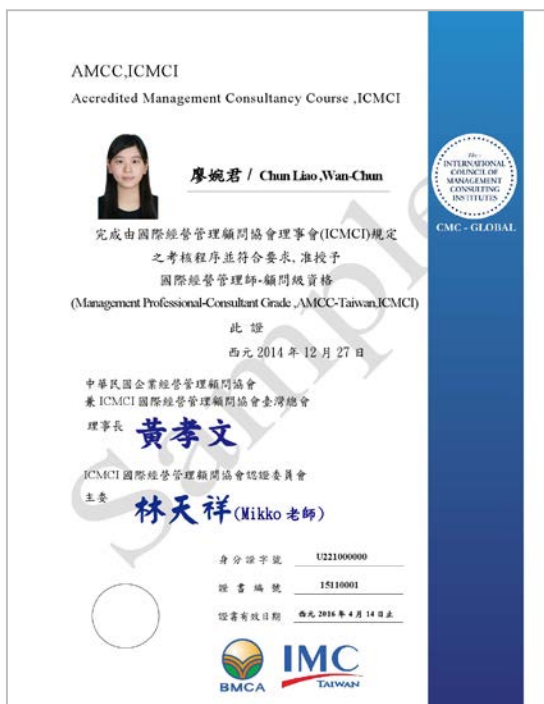 AMCC,ICMCI
Accredited Management Consultancy Course ,ICMCI
The
INTERNATIONAL
COUNCIL OF
MANAGEMENT
CONSULTING
INSTITUTES
CMC - GLOBAL
廖婉君 / Chun Liao ,Wan-Chun
完成由國際經營管理顧問協會理事會(ICMCI)規定
之考核程序並符合要求, 准授予
國際經營管理師-顧問級資格
(Management Professional-Consultant Grade ,AMCC-Taiwan,ICMCI)
此 證
西元 2014 年 12 月 27 日
中華民國企業經營管理顧問協會
兼 ICMCI 國際經營管理顧問協會臺灣總會
理事長 黃孝文
ICMCI 國際經營管理顧問協會認證委員會
主委 林天祥(Mikko 老師)
身分證字號 U221000000
證書編號 15110001
證書有效日期 西元 2016 年 4 月 14 日止
BMCA
IMC
TAIWAN
Sample